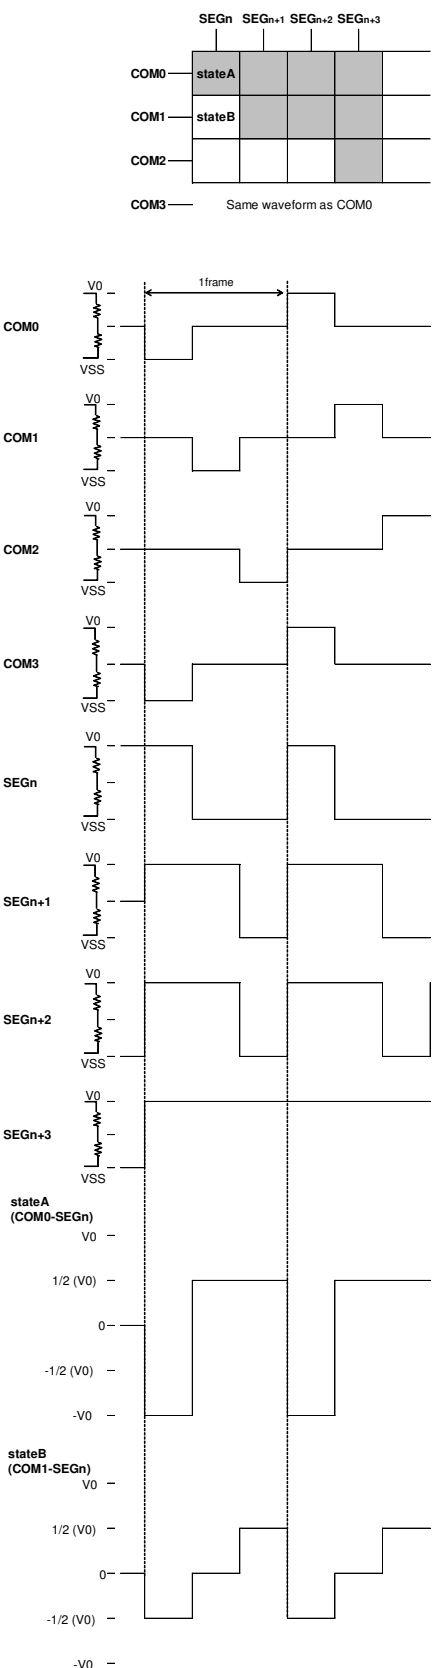 SEGn SEGn+1 SEGn+2 SEGn+3
COM0 stateA
COM1 stateB
COM2
COM3 Same waveform as COM0
1frame
V0
COM0
VSS
V0
COM1
VSS
V0
COM2
VSS
V0
COM3
VSS
V0
SEGn
VSS
V0
SEGn+1
VSS
V0
SEGn+2
VSS
V0
SEGn+3
VSS
stateA
(COM0-SEGn)
V0
1/2 (V0)
0
-1/2 (V0)
-V0
stateB
(COM1-SEGn)
V0
1/2 (V0)
0
-1/2 (V0)
-V0